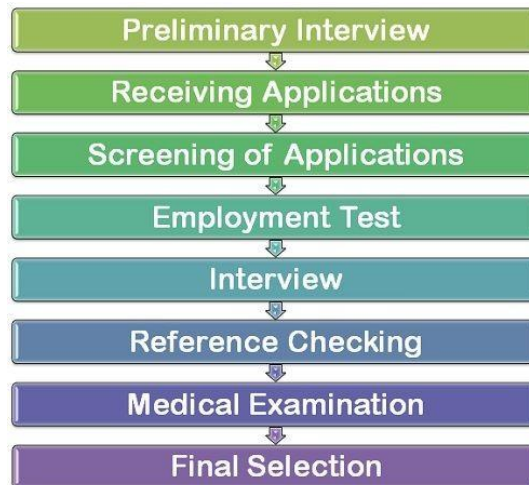 Preliminary Interview
Receiving Applications
Screening of Applications
Employment Test
Interview
Reference Checking
Medical Examination
Final Selection